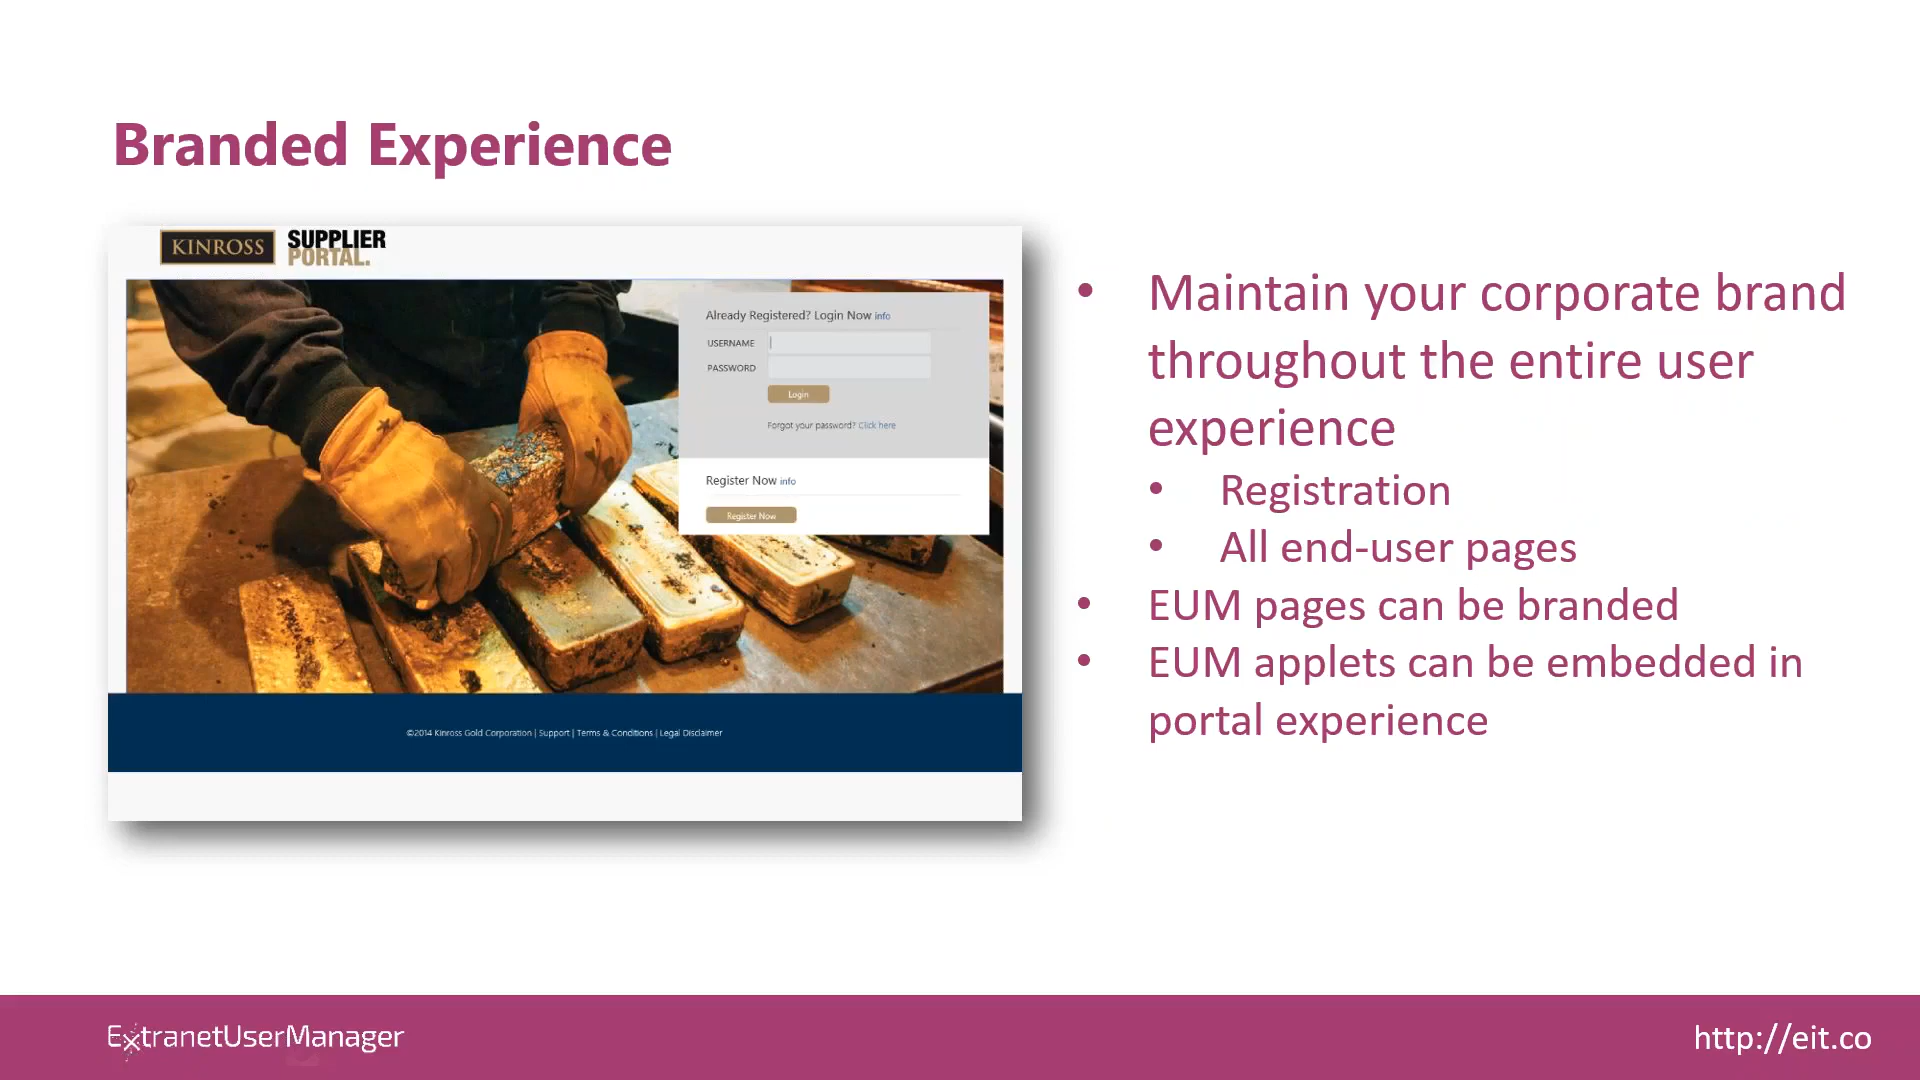 Branded Experience
KINROSS SUPPLIER PORTAL.
Already Registered? Login Now info
USERNAME
PASSWORD
Login
Forgot your password? Click here
Register Now info
Register Now
©2014 Kinross Gold Corporation | Support | Terms & Conditions | Legal Disclaimer
• Maintain your corporate brand
throughout the entire user
experience
• Registration
• All end-user pages
• EUM pages can be branded
• EUM applets can be embedded in
portal experience
ExtranetUserManager
http://eit.co